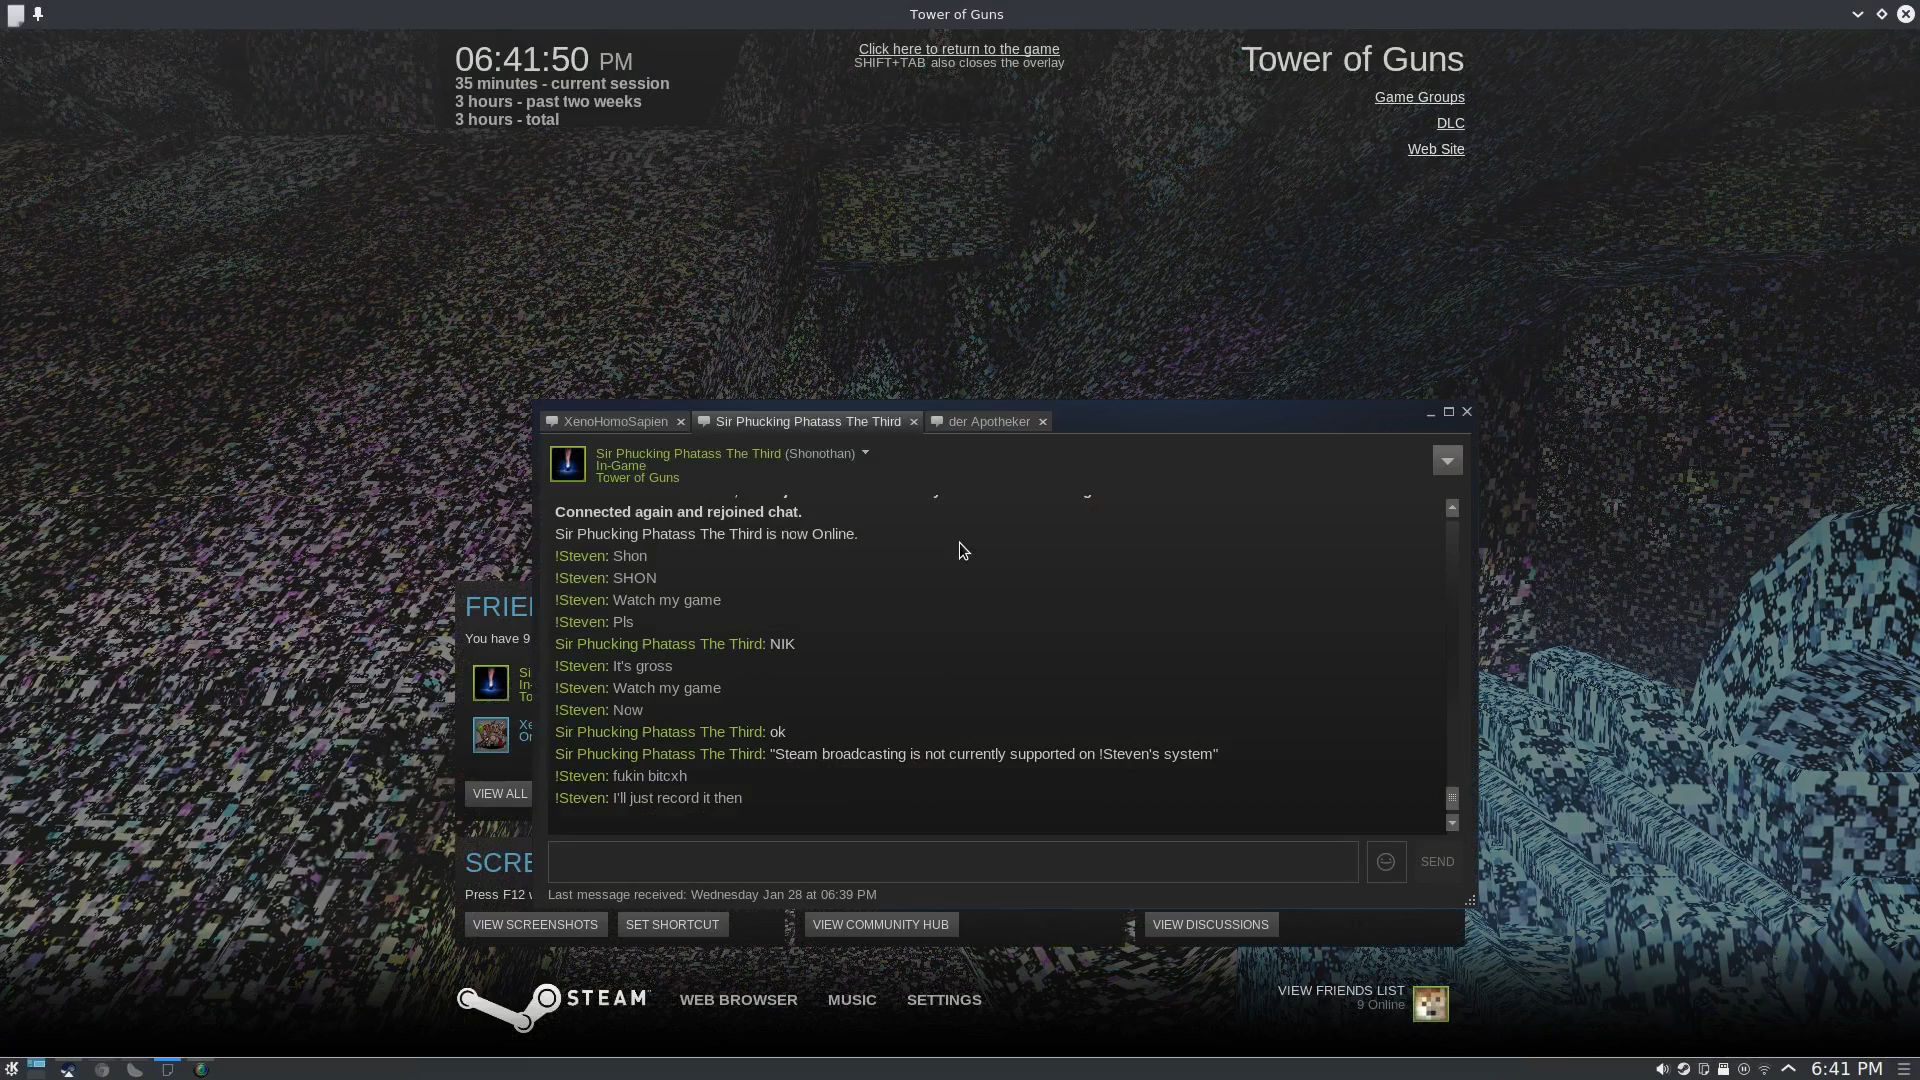 Tower of Guns
06:41:50 PM
35 minutes - current session
3 hours - past two weeks
3 hours - total
Click here to return to the game
SHIFT+TAB also closes the overlay
Tower of Guns
Game Groups
DLC
Web Site
XenoHomoSapien
Sir Phucking Phatass The Third
der Apotheker
Sir Phucking Phatass The Third (Shonothan)
In-Game
Tower of Guns
Connected again and rejoined chat.
Sir Phucking Phatass The Third is now Online.
!Steven: Shon
!Steven: SHON
!Steven: Watch my game
!Steven: Pls
Sir Phucking Phatass The Third: NIK
!Steven: It's gross
!Steven: Watch my game
!Steven: Now
Sir Phucking Phatass The Third: ok
Sir Phucking Phatass The Third: "Steam broadcasting is not currently supported on !Steven's system"
!Steven: fukin bitcxh
!Steven: I'll just record it then
SEND
Last message received: Wednesday Jan 28 at 06:39 PM
FRIE
You have 9
Si
In-
To
Xe
On
VIEW ALL
SCRE
Press F12
VIEW SCREENSHOTS
SET SHORTCUT
VIEW COMMUNITY HUB
VIEW DISCUSSIONS
STEAM
WEB BROWSER
MUSIC
SETTINGS
VIEW FRIENDS LIST
9 Online
6:41 PM